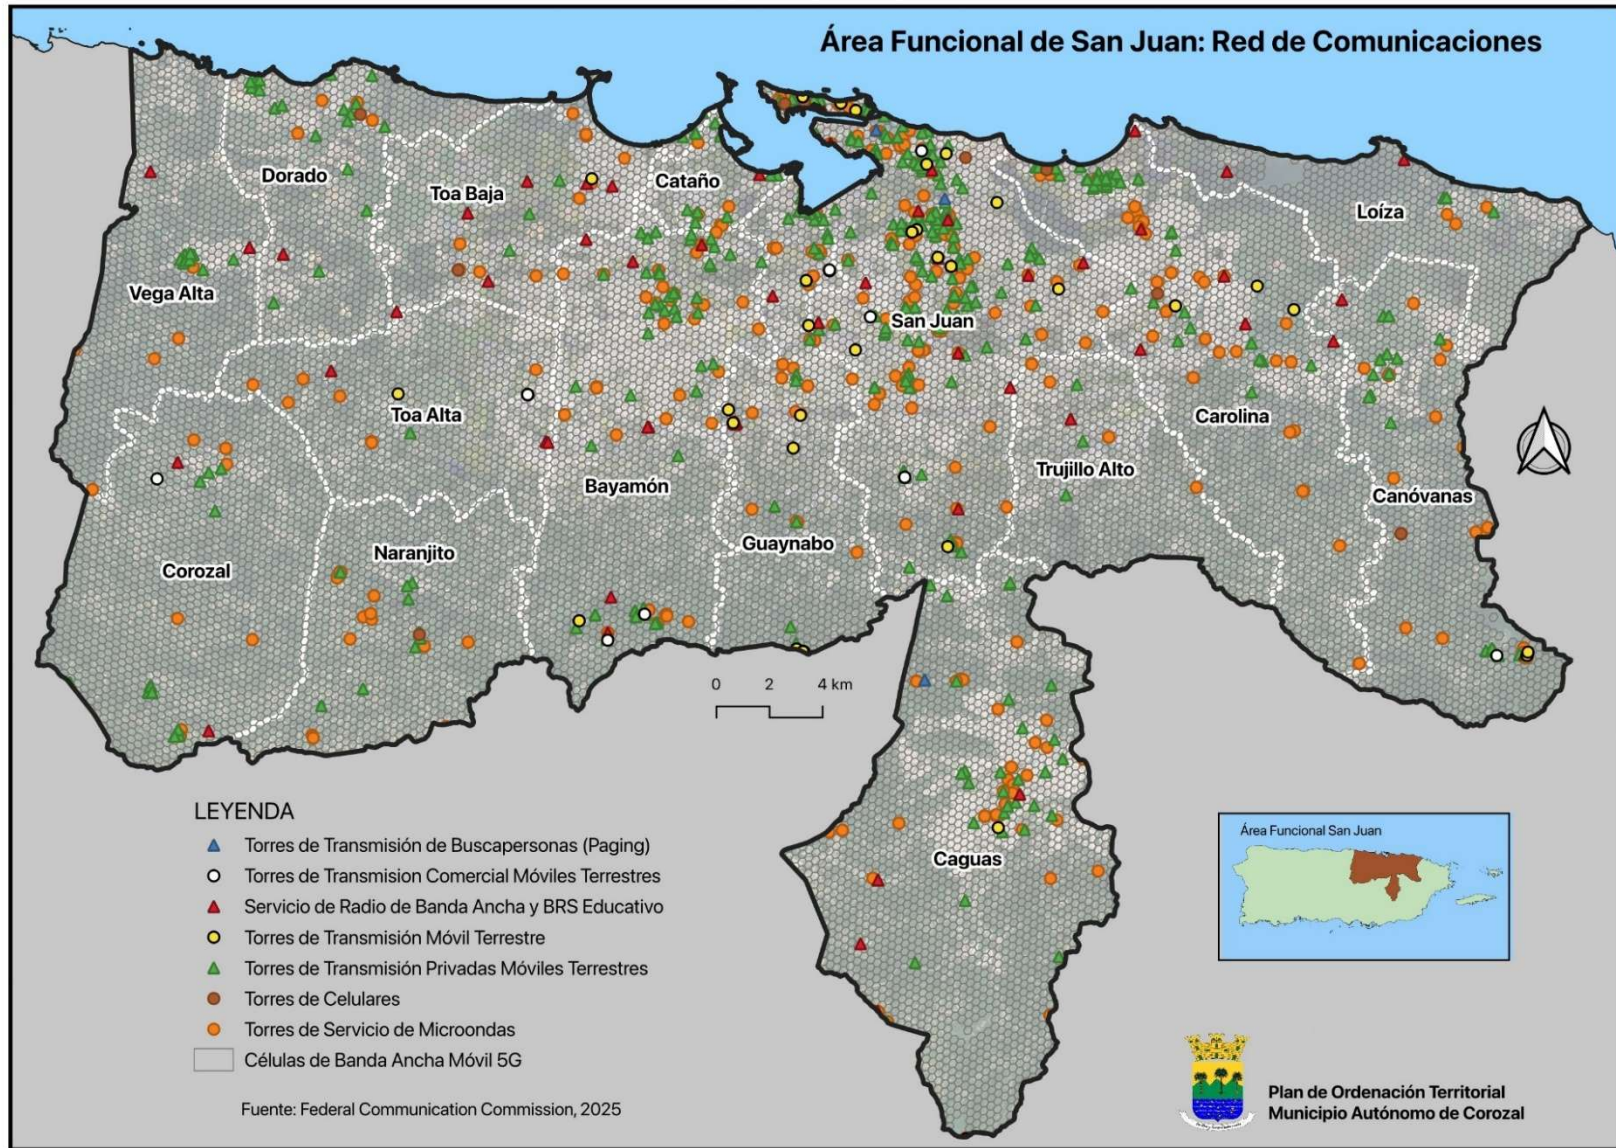 Área Funcional de San Juan: Red de Comunicaciones
Dorado
Toa Baja
Cataño
Loíza
Vega Alta
San Juan
Toa Alta
Carolina
Bayamón
Trujillo Alto
Canóvanas
Corozal
Naranjito
Guaynabo
0 2 4 km
Caguas
LEYENDA
Torres de Transmisión de Buscapersonas (Paging)
Torres de Transmision Comercial Móviles Terrestres
Servicio de Radio de Banda Ancha y BRS Educativo
Torres de Transmisión Móvil Terrestre
Torres de Transmisión Privadas Móviles Terrestres
Torres de Celulares
Torres de Servicio de Microondas
Células de Banda Ancha Móvil 5G
Fuente: Federal Communication Commission, 2025
Área Funcional San Juan
Plan de Ordenación Territorial
Municipio Autónomo de Corozal